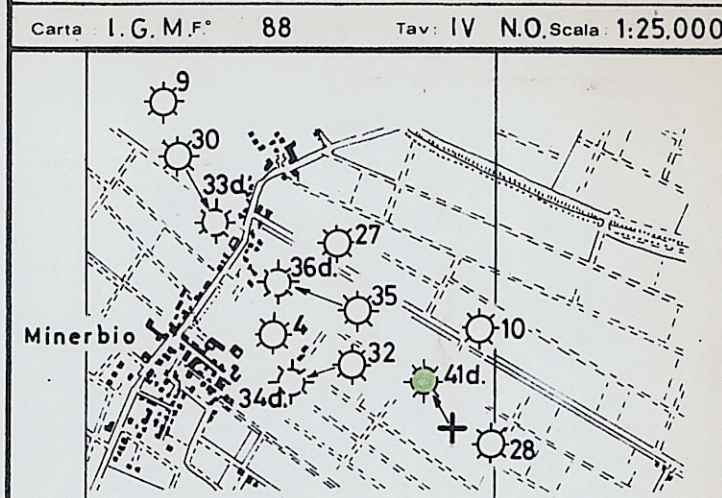 Carta : I.G.M.F.° 88 Tav: IV N.O. Scala : 1:25.000
9
30
33d.
27
36d.
35
Minerbio
4
10
32
41d.
34d.
28